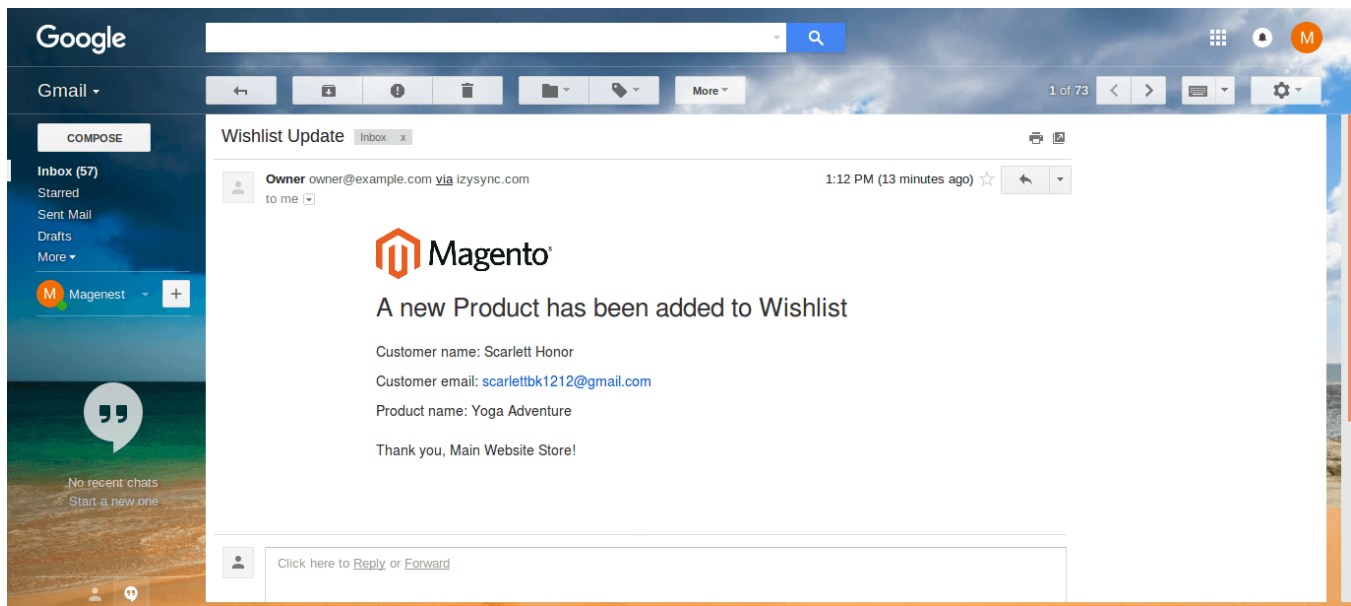 Google
M
Gmail
More
1 of 73
COMPOSE
Wishlist Update Inbox x
Inbox (57)
Starred
Sent Mail
Drafts
More
Owner owner@example.com via izysync.com
1:12 PM (13 minutes ago)
to me
Magento
M Magenest +
A new Product has been added to Wishlist
Customer name: Scarlett Honor
Customer email: scarlettbk1212@gmail.com
Product name: Yoga Adventure
Thank you, Main Website Store!
No recent chats
Start a new one
Click here to Reply or Forward